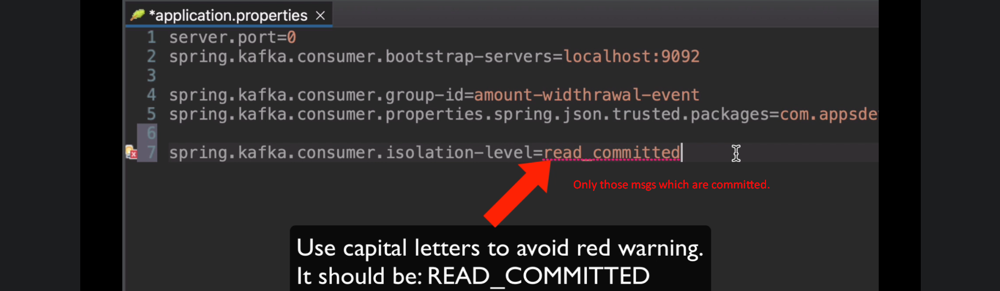 *application.properties
1 server.port=0
2 spring.kafka.consumer.bootstrap-servers=localhost:9092
3
4 spring.kafka.consumer.group-id=amount-widthrawal-event
5 spring.kafka.consumer.properties.spring.json.trusted.packages=com.appsde
6
7 spring.kafka.consumer.isolation-level=read_committed
Only those msgs which are committed.
Use capital letters to avoid red warning.
It should be: READ_COMMITTED